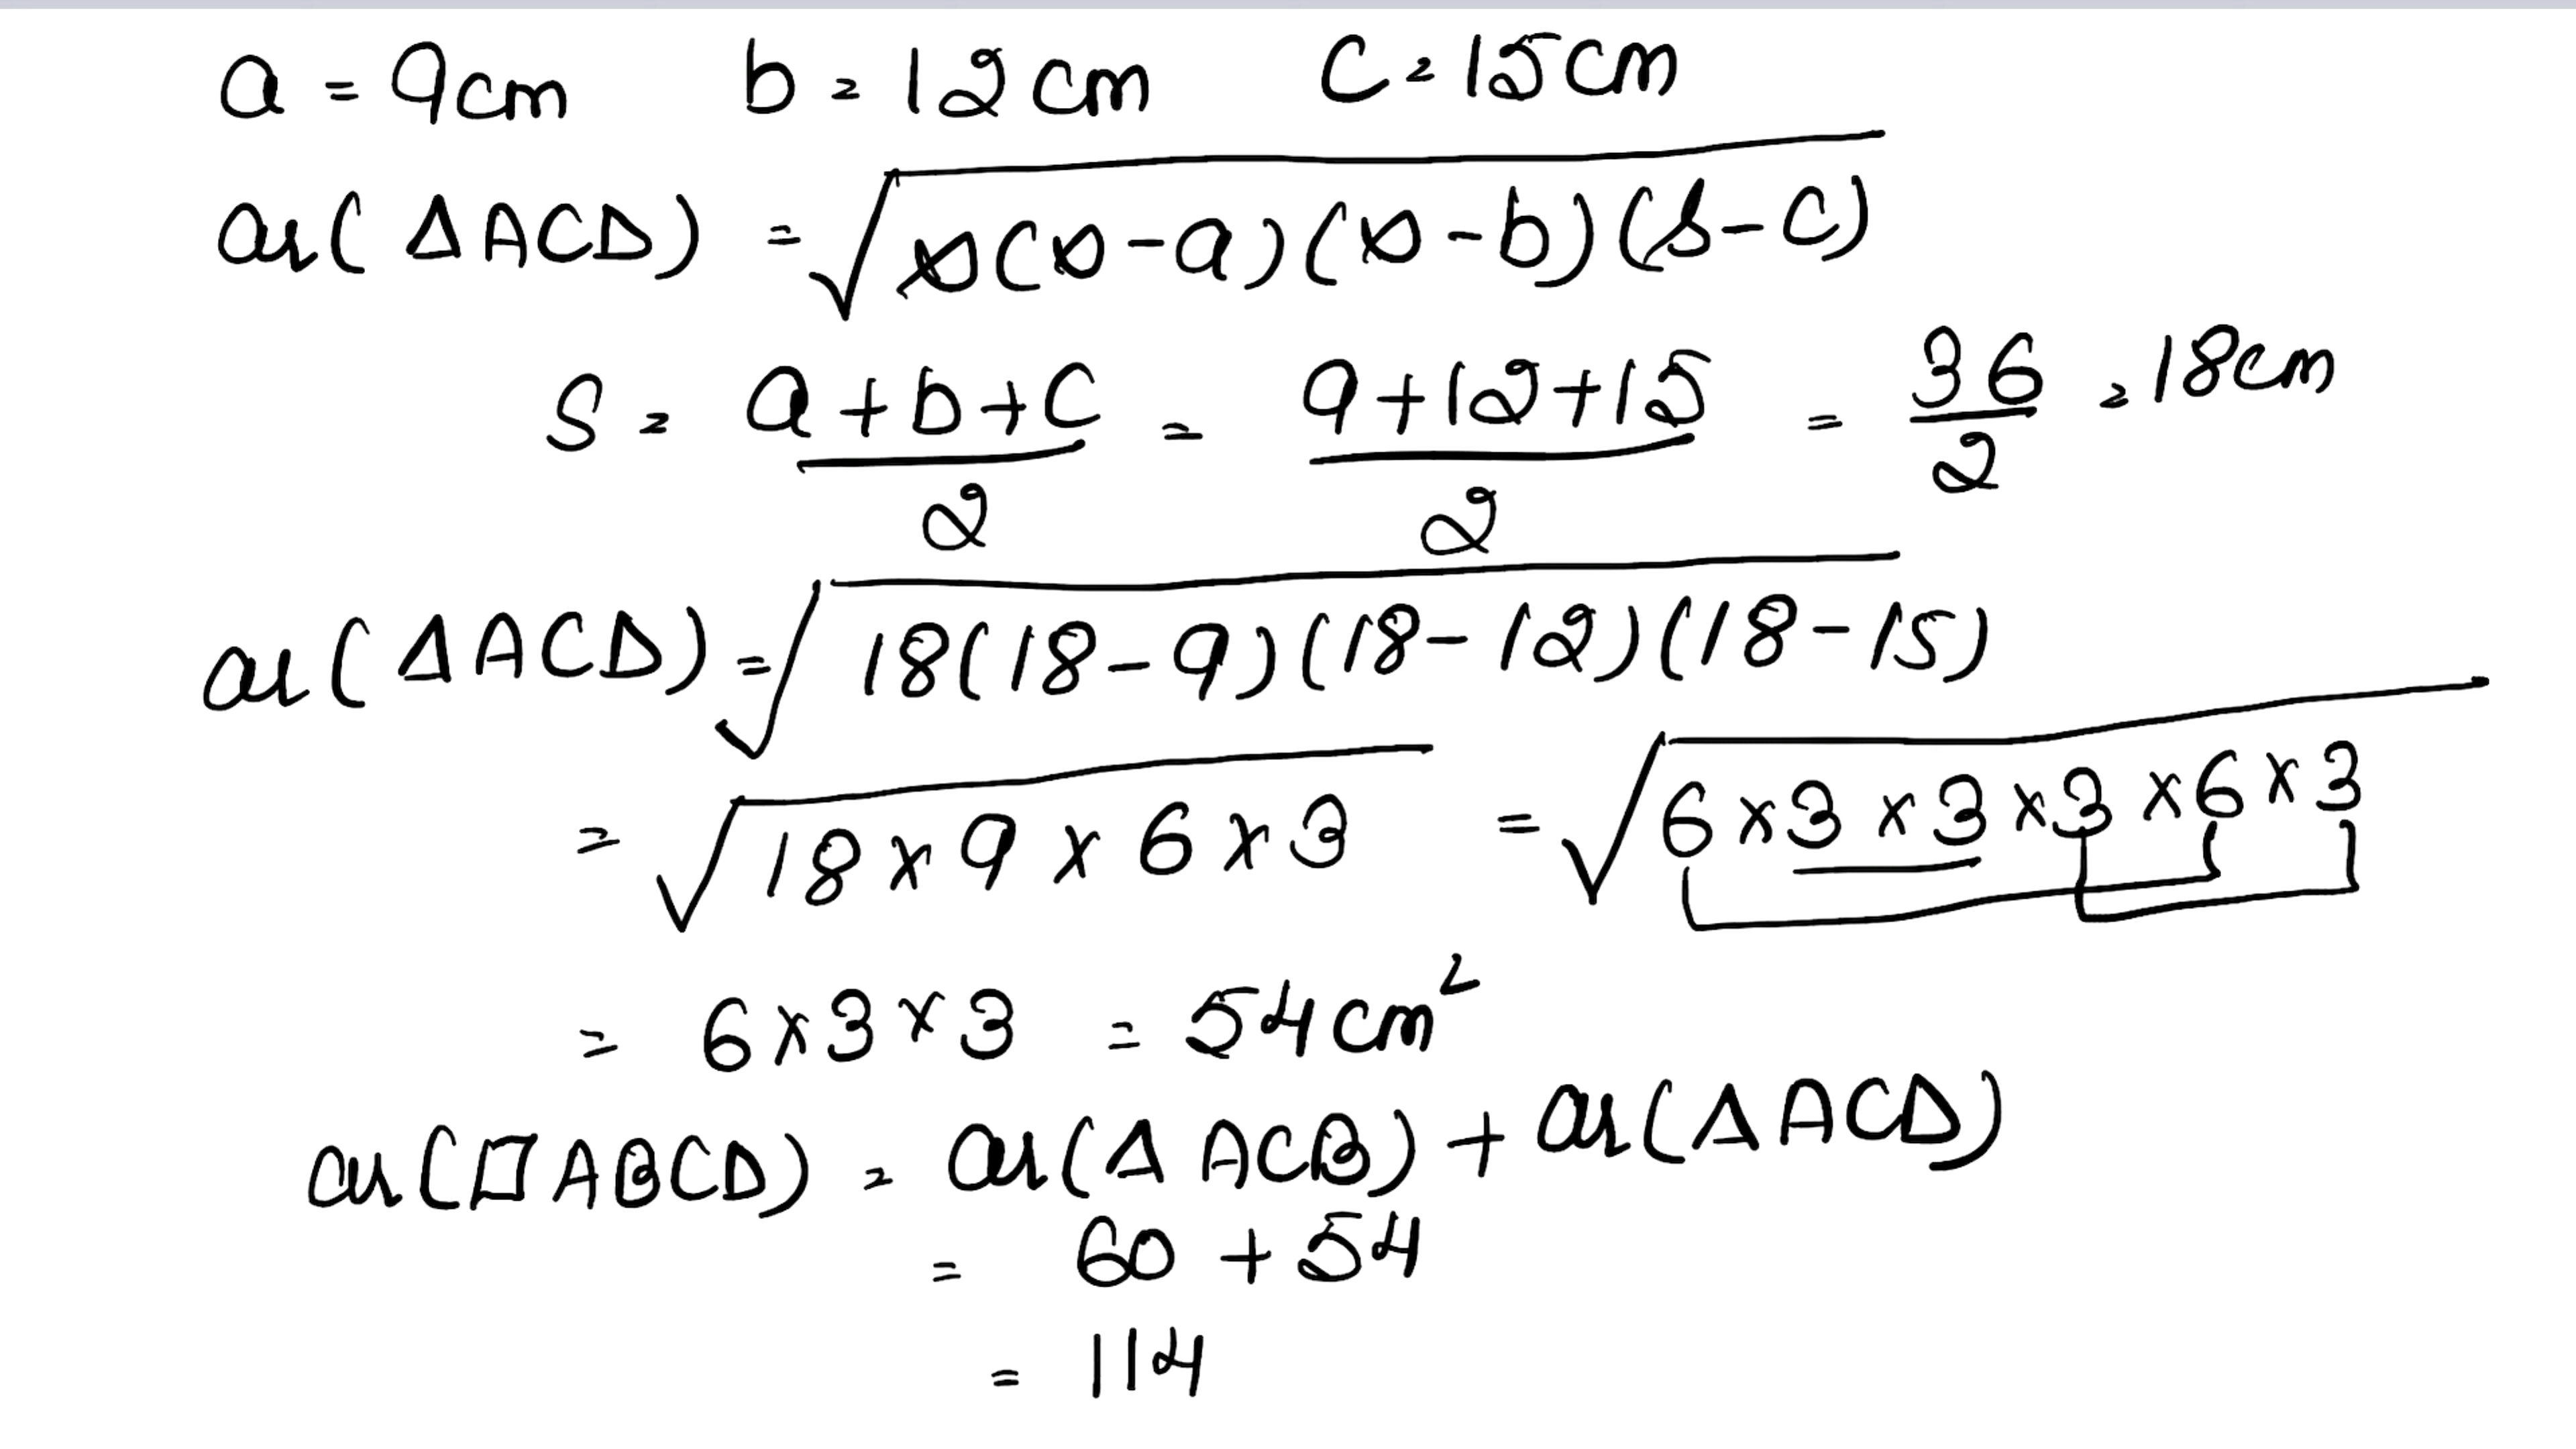 a = 9cm b = 12cm c = 15cm
ar(ΔACD) = √s(s-a)(s-b)(s-c)
S = a+b+c/2 = 9+12+15/2 = 36/2 = 18cm
ar(ΔACD) = √18(18-9)(18-12)(18-15)
= √18×9×6×3 = √6×3×3×3×6×3
= 6×3×3 = 54cm²
ar(□ABCD) = ar(ΔACB) + ar(ΔACD)
= 60 + 54
= 114